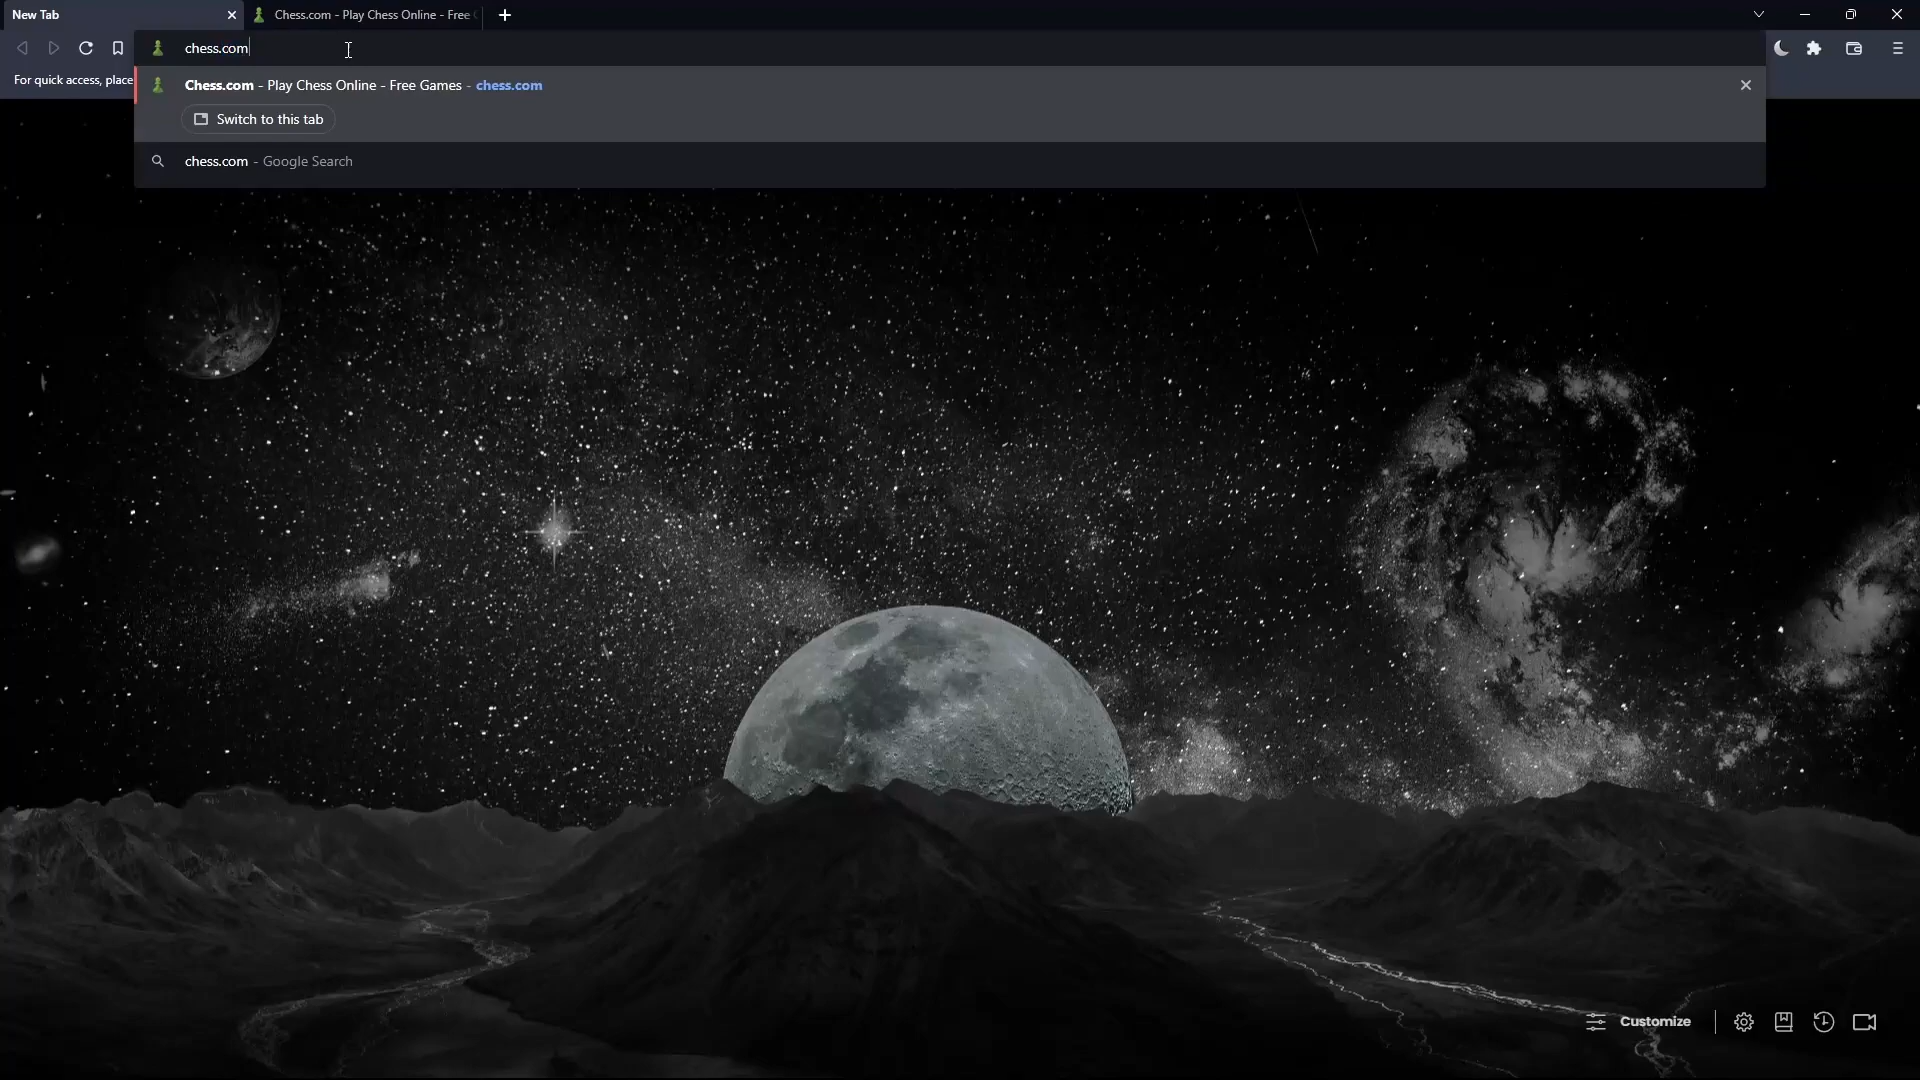 New Tab
Chess.com - Play Chess Online - Free
chess.com
For quick access, place
Chess.com - Play Chess Online - Free Games - chess.com
Switch to this tab
chess.com - Google Search
Customize